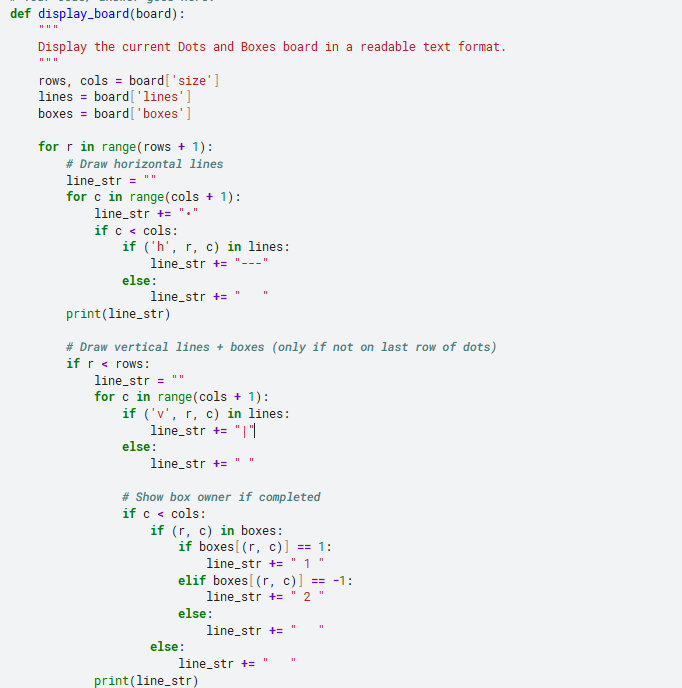 def display_board(board):
    """
    Display the current Dots and Boxes board in a readable text format.
    """
    rows, cols = board['size']
    lines = board['lines']
    boxes = board['boxes']

    for r in range(rows + 1):
        # Draw horizontal lines
        line_str = ""
        for c in range(cols + 1):
            line_str += "•"
            if c < cols:
                if ('h', r, c) in lines:
                    line_str += "---"
                else:
                    line_str += "   "
        print(line_str)

        # Draw vertical lines + boxes (only if not on last row of dots)
        if r < rows:
            line_str = ""
            for c in range(cols + 1):
                if ('v', r, c) in lines:
                    line_str += "|"
                else:
                    line_str += " "

                # Show box owner if completed
                if c < cols:
                    if (r, c) in boxes:
                        if boxes[(r, c)] == 1:
                            line_str += " 1 "
                        elif boxes[(r, c)] == -1:
                            line_str += " 2 "
                        else:
                            line_str += "   "
                    else:
                        line_str += "   "
            print(line_str)